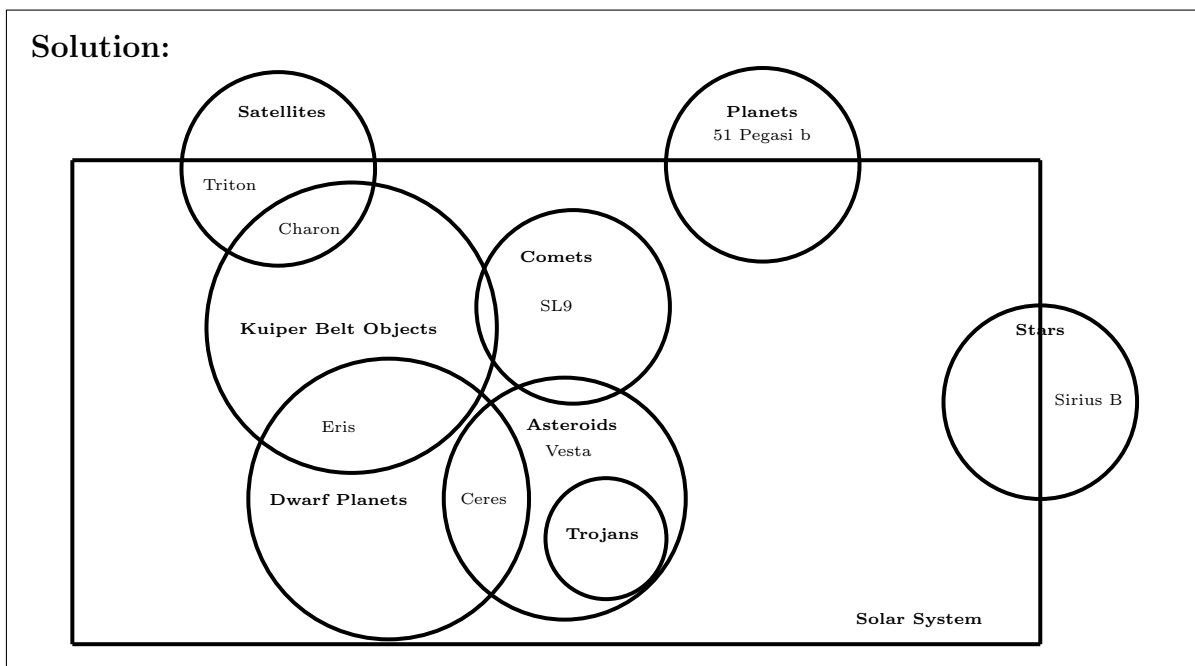 Solution:
Satellites
Planets
51 Pegasi b
Triton
Charon
Comets
SL9
Kuiper Belt Objects
Stars
Sirius B
Eris
Asteroids
Vesta
Dwarf Planets
Ceres
Trojans
Solar System